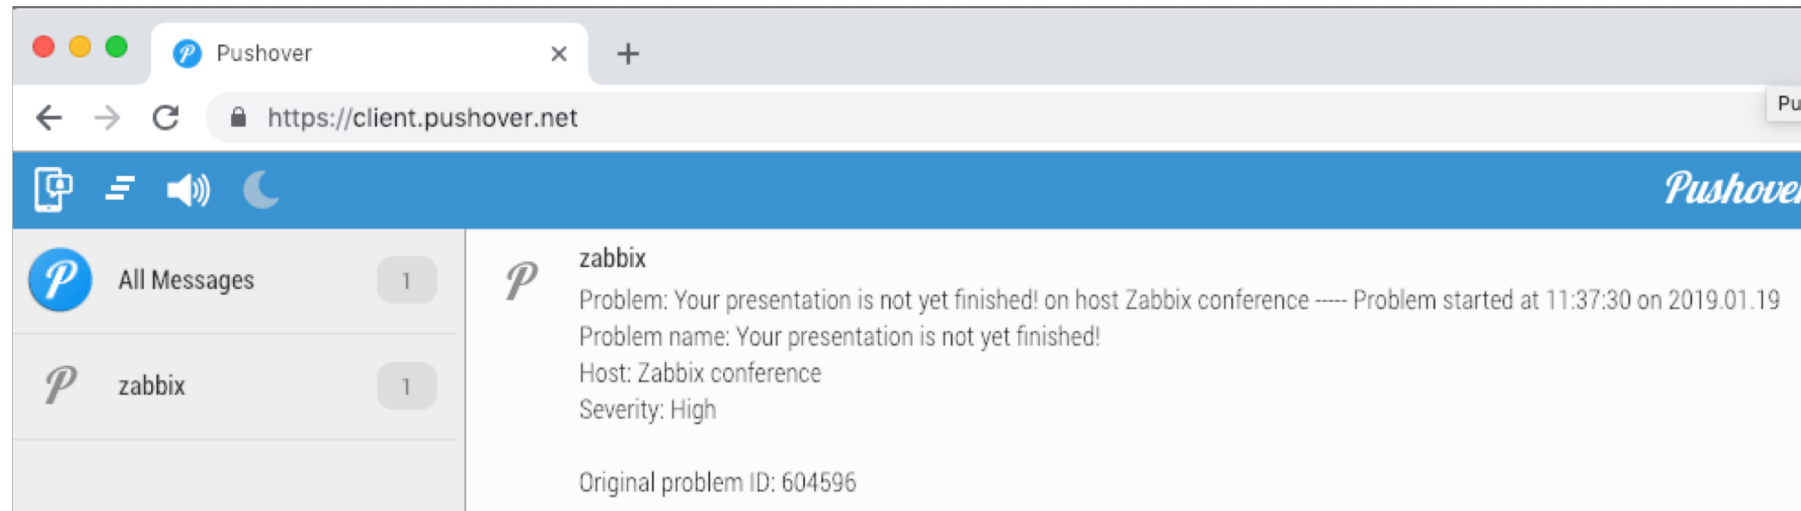 Pushover
https://client.pushover.net
Pu
Pushover
All Messages 1
zabbix 1
zabbix
Problem: Your presentation is not yet finished! on host Zabbix conference ----- Problem started at 11:37:30 on 2019.01.19
Problem name: Your presentation is not yet finished!
Host: Zabbix conference
Severity: High
Original problem ID: 604596